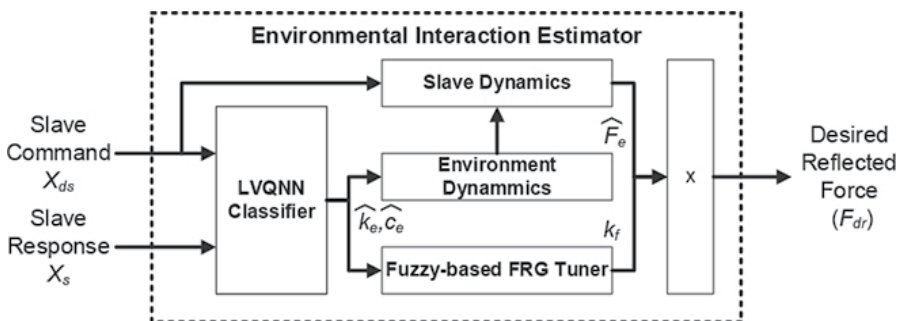 Environmental Interaction Estimator
Slave
Command
X_ds
Slave
Response
X_s
LVQNN
Classifier
Slave Dynamics
Environment
Dynammics
Fuzzy-based FRG Tuner
k̂_e,ĉ_e
F̂_e
k_f
x
Desired
Reflected
Force
(F_dr)